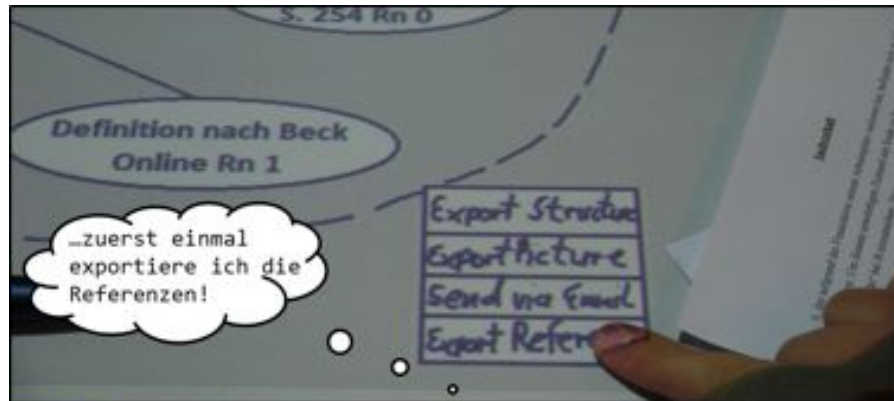 S. 254 Rn 0
Definition nach Beck
Online Rn 1
Export Structure
Export Picture
Send via Email
Export Refer
…zuerst einmal
exportiere ich die
Referenzen!